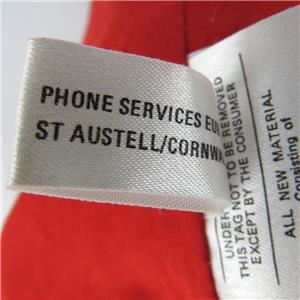 PHONE SERVICES
ST AUSTELL/
UNDER
THIS TAG NOT TO BE REMOVED
EXCEPT BY THE CONSUMER
ALL NEW MATERIAL
Consisting of